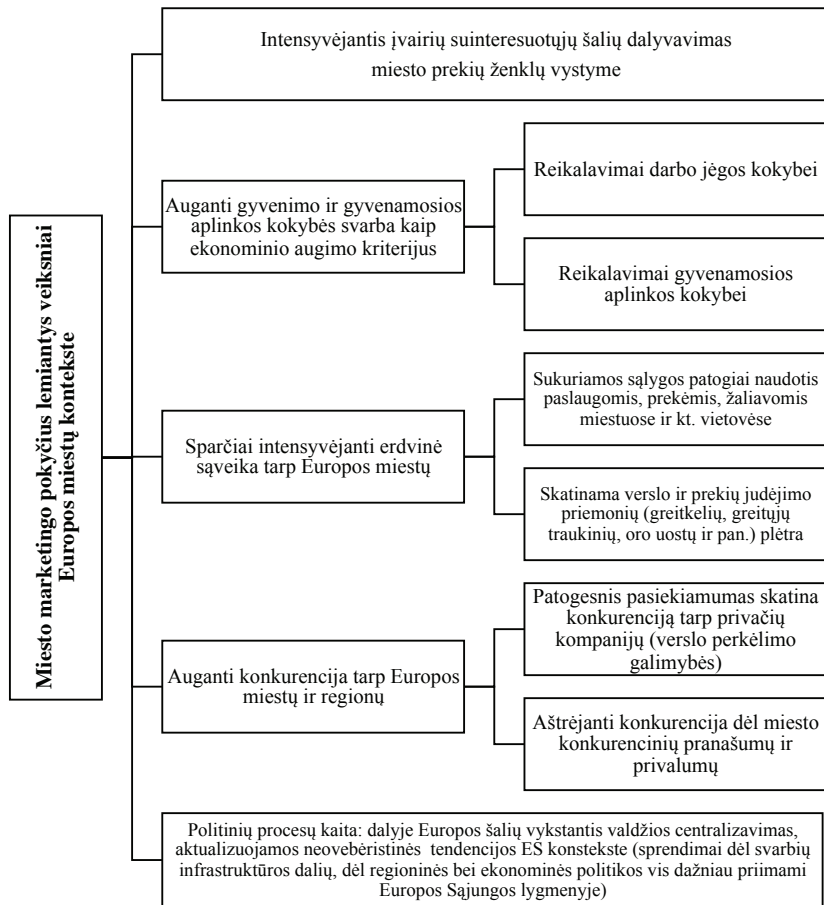 Miesto marketingo pokyčius lemiantys veiksniai
Europos miestų kontekste
Intensyvėjantis įvairių suinteresuotųjų šalių dalyvavimas
miesto prekių ženklų vystyme
Auganti gyvenimo ir gyvenamosios
aplinkos kokybės svarba kaip
ekonominio augimo kriterijus
Reikalavimai darbo jėgos kokybei
Reikalavimai gyvenamosios
aplinkos kokybei
Sparčiai intensyvėjanti erdvinė
sąveika tarp Europos miestų
Sukuriamos sąlygos patogiai naudotis
paslaugomis, prekėmis, žaliavomis
miestuose ir kt. vietovėse
Skatinama verslo ir prekių judėjimo
priemonių (greitkelių, greitųjų
traukinių, oro uostų ir pan.) plėtra
Auganti konkurencija tarp Europos
miestų ir regionų
Patogesnis pasiekiamumas skatina
konkurenciją tarp privačių
kompanijų (verslo perkėlimo
galimybės)
Aštrėjanti konkurencija dėl miesto
konkurencinių pranašumų ir
privalumų
Politinių procesų kaita: dalyje Europos šalių vykstantis valdžios centralizavimas,
aktualizuojamos neovebėristinės tendencijos ES konstekste (sprendimai dėl svarbių
infrastruktūros dalių, dėl regioninės bei ekonominės politikos vis dažniau priimami
Europos Sąjungos lygmenyje)